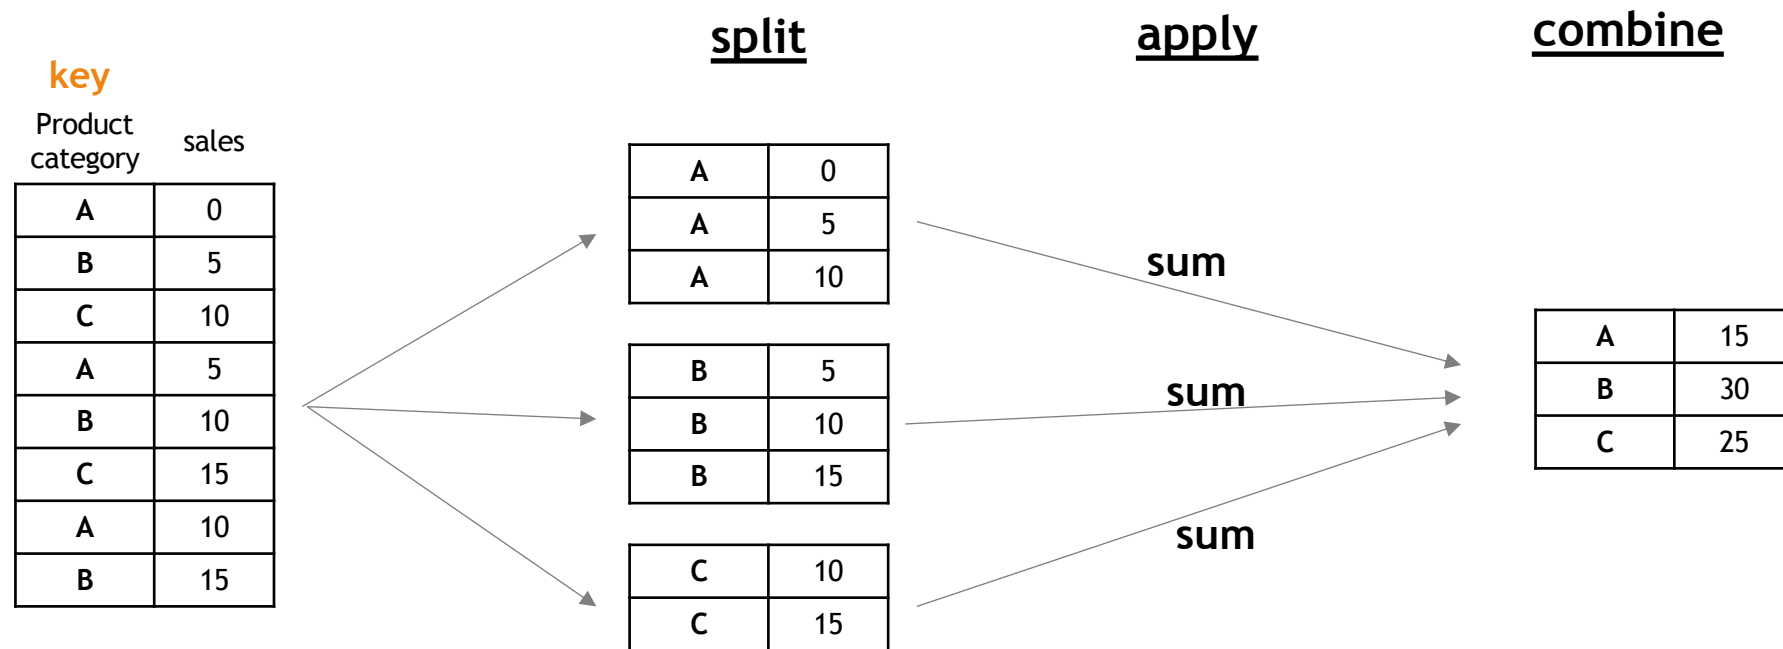 split
apply
combine
key
Product
category
sales
A 0
B 5
C 10
A 5
B 10
C 15
A 10
B 15
A 0
A 5
A 10
B 5
B 10
B 15
C 10
C 15
sum
sum
sum
A 15
B 30
C 25